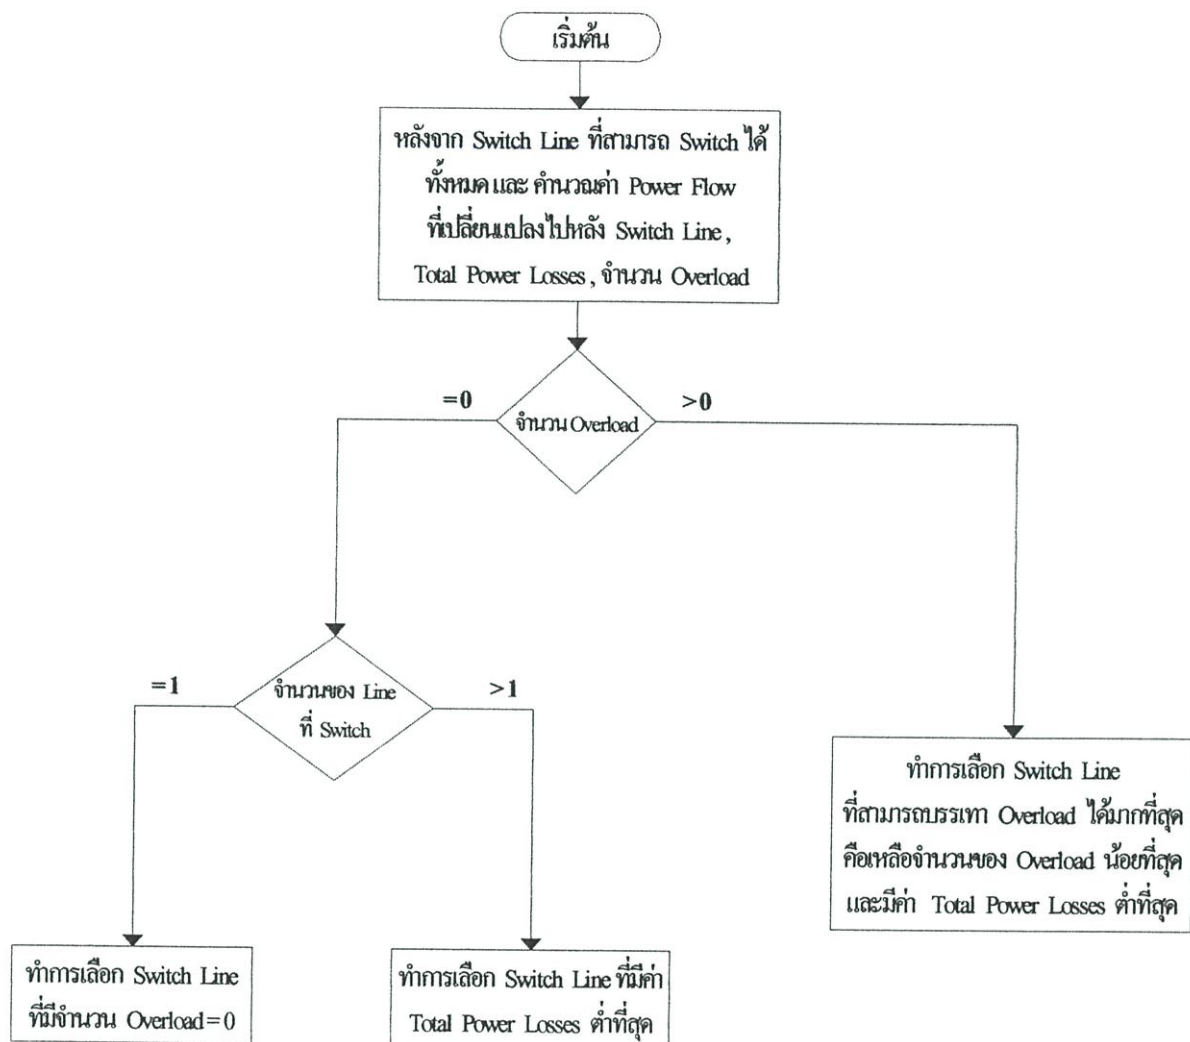 เริ่มต้น
หลังจาก Switch Line ที่สามารถ Switch ได้
ทั้งหมดและ คำนวณค่า Power Flow
ที่เปลี่ยนแปลงไปหลัง Switch Line ,
Total Power Losses , จำนวน Overload
=0
>0
จำนวน Overload
=1
>1
จำนวนของ Line
ที่ Switch
ทำการเลือก Switch Line
ที่สามารถบรรเทา Overload ได้มากที่สุด
คือเหลือจำนวนของ Overload น้อยที่สุด
และมีค่า Total Power Losses ต่ำที่สุด
ทำการเลือก Switch Line
ที่มีจำนวน Overload=0
ทำการเลือก Switch Line ที่มีค่า
Total Power Losses ต่ำที่สุด